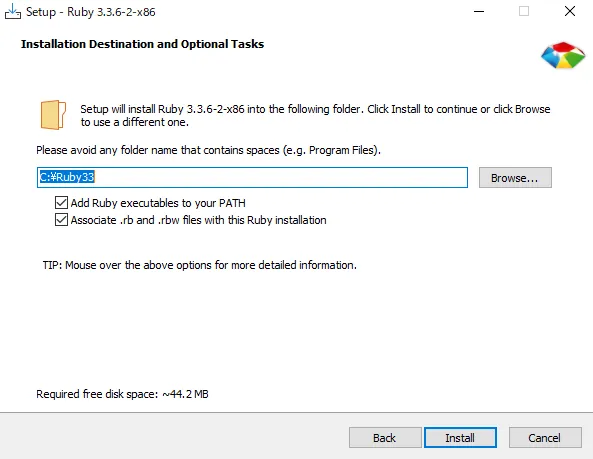 Setup - Ruby 3.3.6-2-x86
Installation Destination and Optional Tasks
Setup will install Ruby 3.3.6-2-x86 into the following folder. Click Install to continue or click Browse
to use a different one.
Please avoid any folder name that contains spaces (e.g. Program Files).
C:¥Ruby33
Browse...
Add Ruby executables to your PATH
Associate .rb and .rbw files with this Ruby installation
TIP: Mouse over the above options for more detailed information.
Required free disk space: ~44.2 MB
Back
Install
Cancel